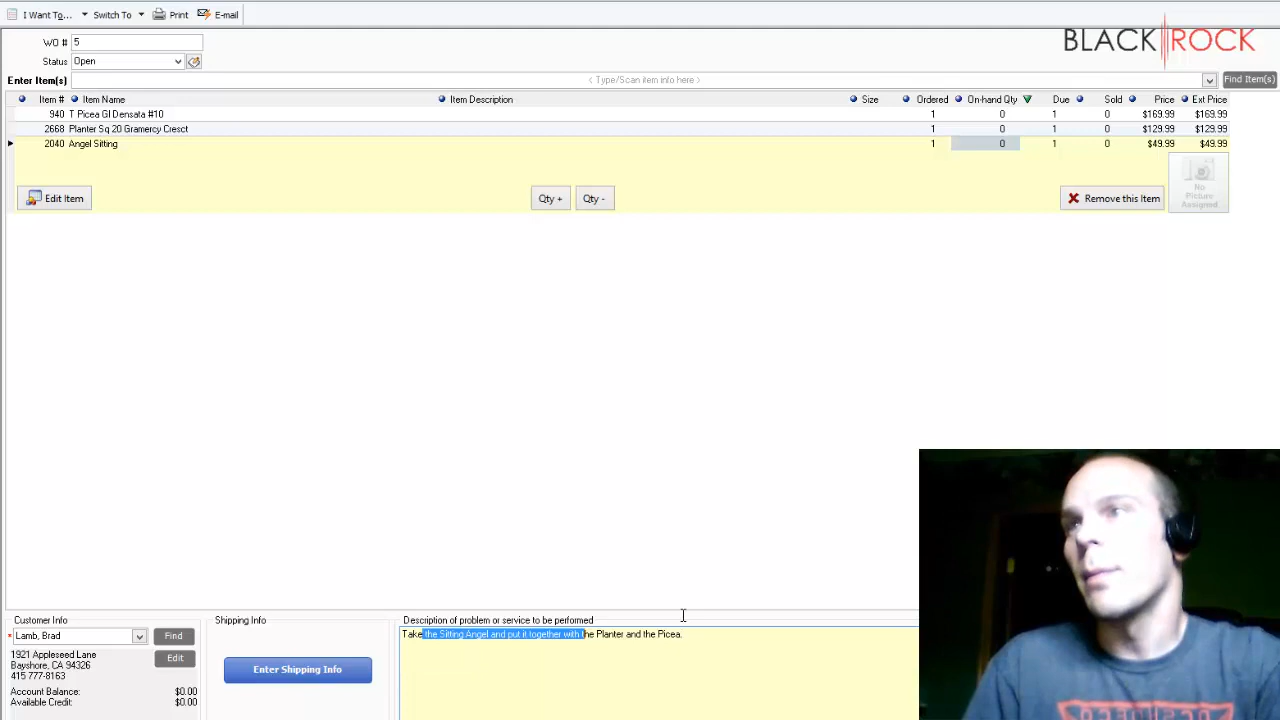 I Want To... Switch To Print E-mail
BLACK ROCK
WO # 5
Status Open
Enter Item(s) < Type/Scan item info here > Find Item(s)
Item # Item Name Item Description Size Ordered On-hand Qty Due Sold Price Ext Price
940 T Picea Gl Densata #10 1 0 1 0 $169.99 $169.99
2668 Planter Sq 20 Gramercy Cresct 1 0 1 0 $129.99 $129.99
2040 Angel Sitting 1 0 1 0 $49.99 $49.99
Edit Item Qty + Qty - Remove this Item
No
Picture
Assigned
Customer Info
Lamb, Brad Find
1921 Appleseed Lane
Bayshore, CA 94326
415 777-8163
Edit
Account Balance: $0.00
Available Credit: $0.00
Shipping Info
Enter Shipping Info
Description of problem or service to be performed
Take the Sitting Angel and put it together with the Planter and the Picea.